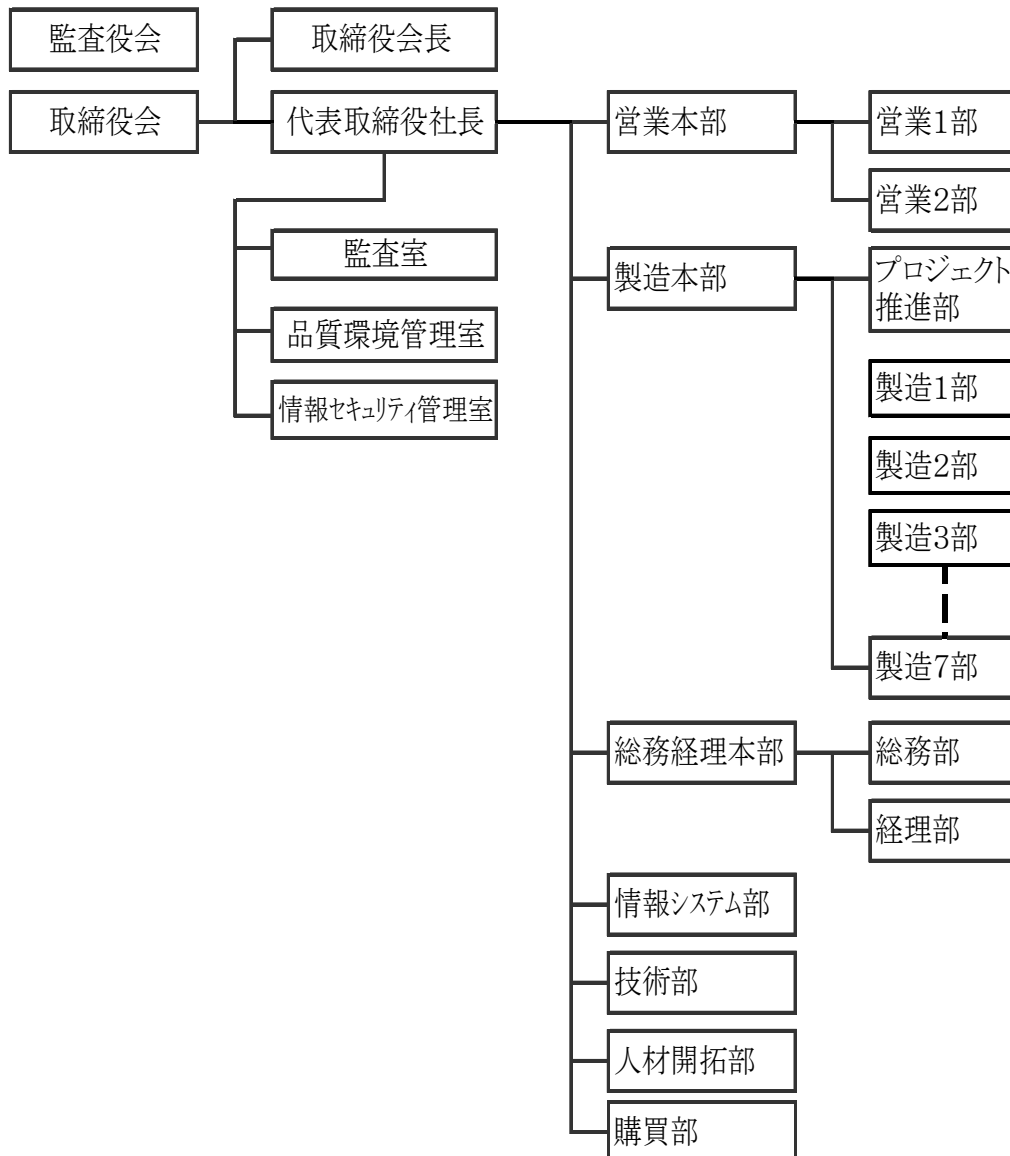 監査役会
取締役会長
取締役会
代表取締役社長
営業本部
営業1部
営業2部
監査室
製造本部
プロジェクト
推進部
品質環境管理室
製造1部
情報セキュリティ管理室
製造2部
製造3部
製造7部
総務経理本部
総務部
経理部
情報システム部
技術部
人材開拓部
購買部